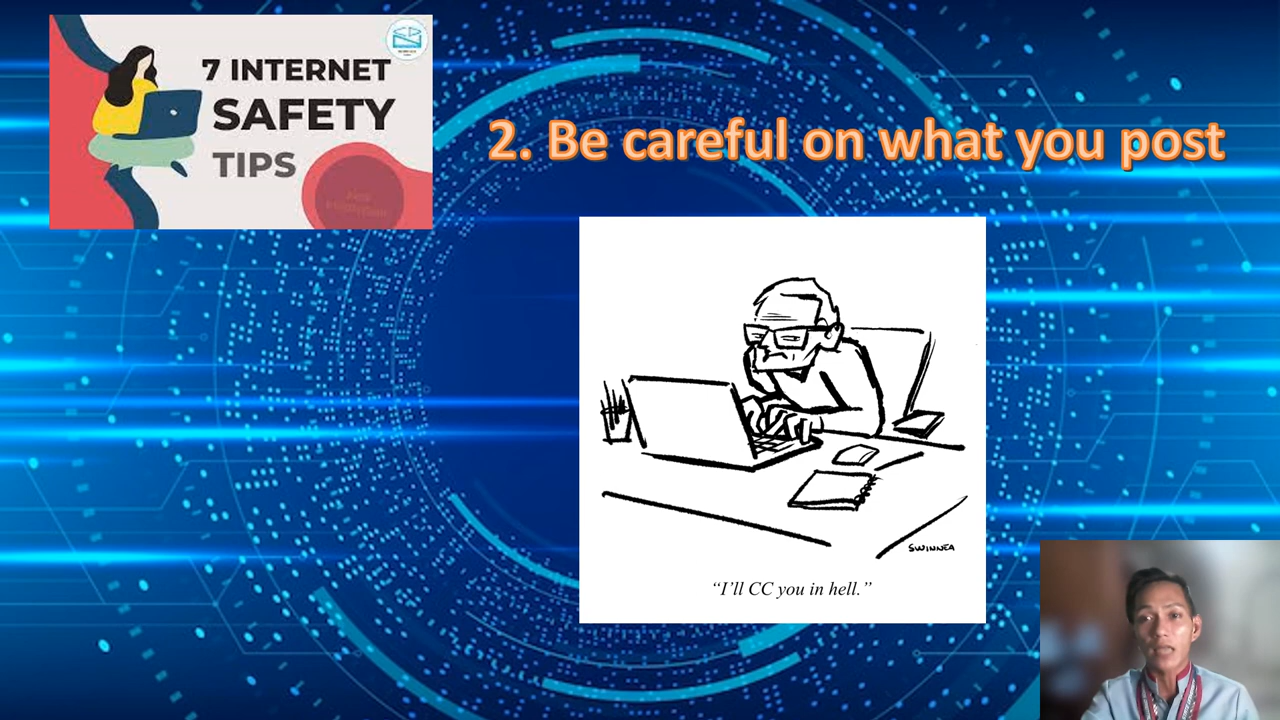 7 INTERNET
SAFETY
TIPS
2. Be careful on what you post
SWINNEA
“I’ll CC you in hell.”